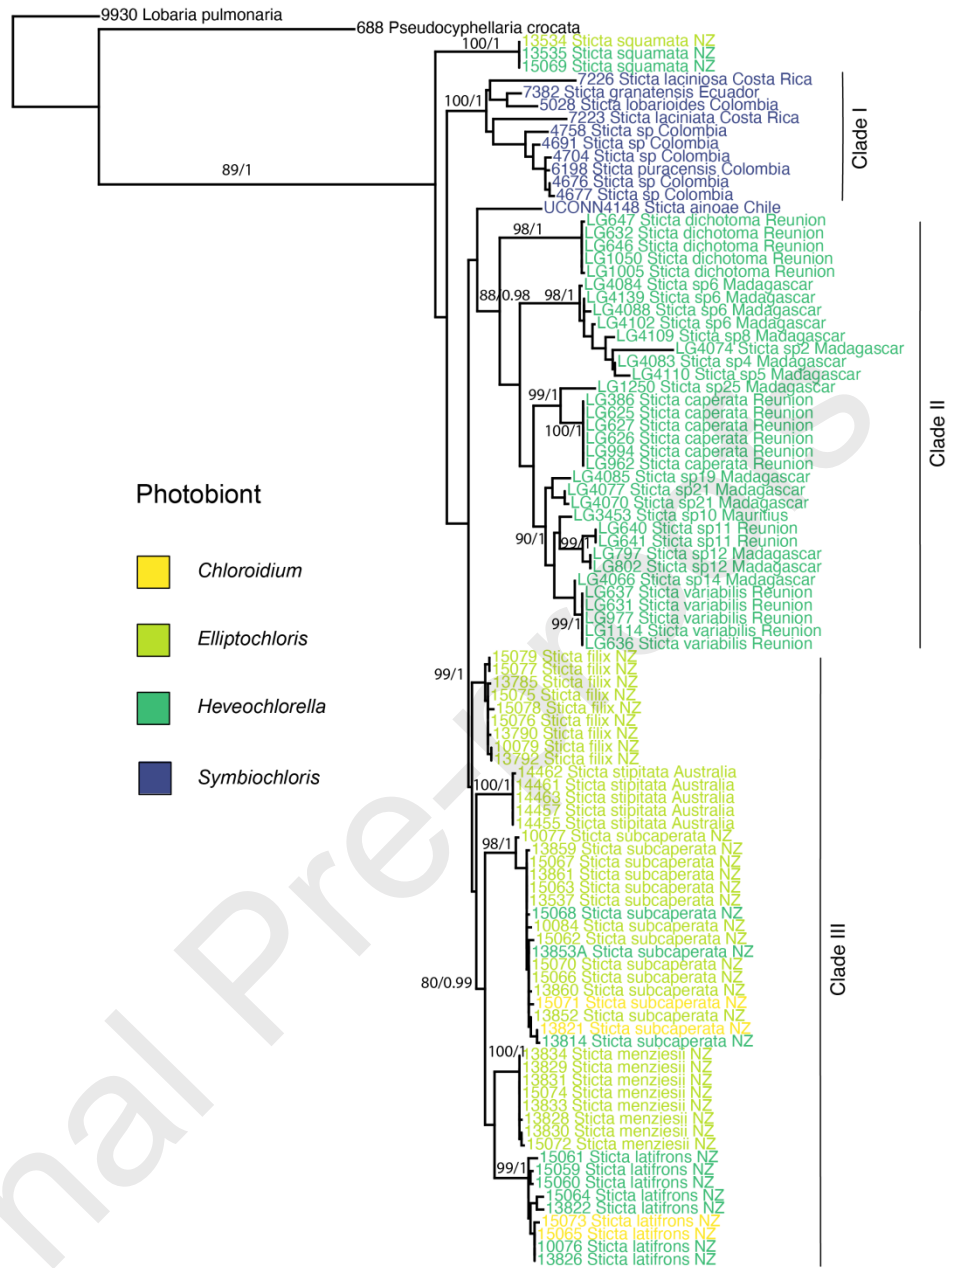 9930 Lobaria pulmonaria
688 Pseudocyphellaria crocata
100/1
13534 Sticta squamata NZ
13535 Sticta squamata NZ
15069 Sticta squamata NZ
7226 Sticta laciniosa Costa Rica
7382 Sticta granatensis Ecuador
100/1
5028 Sticta lobarioides Colombia
7223 Sticta laciniata Costa Rica
4758 Sticta sp Colombia
4691 Sticta sp Colombia
4704 Sticta sp Colombia
6198 Sticta puracensis Colombia
4676 Sticta sp Colombia
4677 Sticta sp Colombia
Clade I
89/1
UCONN4148 Sticta ainoae Chile
LG647 Sticta dichotoma Reunion
98/1
LG632 Sticta dichotoma Reunion
LG646 Sticta dichotoma Reunion
LG1050 Sticta dichotoma Reunion
LG1005 Sticta dichotoma Reunion
LG4084 Sticta sp6 Madagascar
88/0.98
98/1
LG4139 Sticta sp6 Madagascar
LG4088 Sticta sp6 Madagascar
LG4102 Sticta sp6 Madagascar
LG4109 Sticta sp8 Madagascar
LG4074 Sticta sp2 Madagascar
LG4083 Sticta sp4 Madagascar
LG4110 Sticta sp5 Madagascar
LG1250 Sticta sp25 Madagascar
99/1
LG386 Sticta caperata Reunion
LG625 Sticta caperata Reunion
LG627 Sticta caperata Reunion
100/1
LG626 Sticta caperata Reunion
LG994 Sticta caperata Reunion
LG962 Sticta caperata Reunion
Clade II
LG4085 Sticta sp19 Madagascar
LG4077 Sticta sp21 Madagascar
LG4070 Sticta sp21 Madagascar
LG3453 Sticta sp10 Mauritius
LG640 Sticta sp11 Reunion
90/1
99/1
LG641 Sticta sp11 Reunion
LG797 Sticta sp12 Madagascar
LG802 Sticta sp12 Madagascar
LG4066 Sticta sp14 Madagascar
LG637 Sticta variabilis Reunion
LG631 Sticta variabilis Reunion
LG977 Sticta variabilis Reunion
99/1
LG1114 Sticta variabilis Reunion
LG636 Sticta variabilis Reunion
Photobiont
Chloroidium
Elliptochloris
Heveochlorella
Symbiochloris
15079 Sticta filix NZ
99/1
15077 Sticta filix NZ
13785 Sticta filix NZ
15075 Sticta filix NZ
15078 Sticta filix NZ
15076 Sticta filix NZ
13790 Sticta filix NZ
10079 Sticta filix NZ
13792 Sticta filix NZ
14462 Sticta stipitata Australia
100/1
14461 Sticta stipitata Australia
14463 Sticta stipitata Australia
14457 Sticta stipitata Australia
14455 Sticta stipitata Australia
10077 Sticta subcaperata NZ
98/1
13859 Sticta subcaperata NZ
15067 Sticta subcaperata NZ
13861 Sticta subcaperata NZ
15063 Sticta subcaperata NZ
13537 Sticta subcaperata NZ
15068 Sticta subcaperata NZ
10084 Sticta subcaperata NZ
15062 Sticta subcaperata NZ
13853A Sticta subcaperata NZ
15070 Sticta subcaperata NZ
15066 Sticta subcaperata NZ
80/0.99
13860 Sticta subcaperata NZ
15071 Sticta subcaperata NZ
13852 Sticta subcaperata NZ
13821 Sticta subcaperata NZ
13814 Sticta subcaperata NZ
Clade III
100/1
13834 Sticta menziesii NZ
13829 Sticta menziesii NZ
13831 Sticta menziesii NZ
15074 Sticta menziesii NZ
13833 Sticta menziesii NZ
13828 Sticta menziesii NZ
13830 Sticta menziesii NZ
15072 Sticta menziesii NZ
15061 Sticta latifrons NZ
99/1
15059 Sticta latifrons NZ
15060 Sticta latifrons NZ
15064 Sticta latifrons NZ
13822 Sticta latifrons NZ
15073 Sticta latifrons NZ
15065 Sticta latifrons NZ
10076 Sticta latifrons NZ
13826 Sticta latifrons NZ
nal Pre-proofs